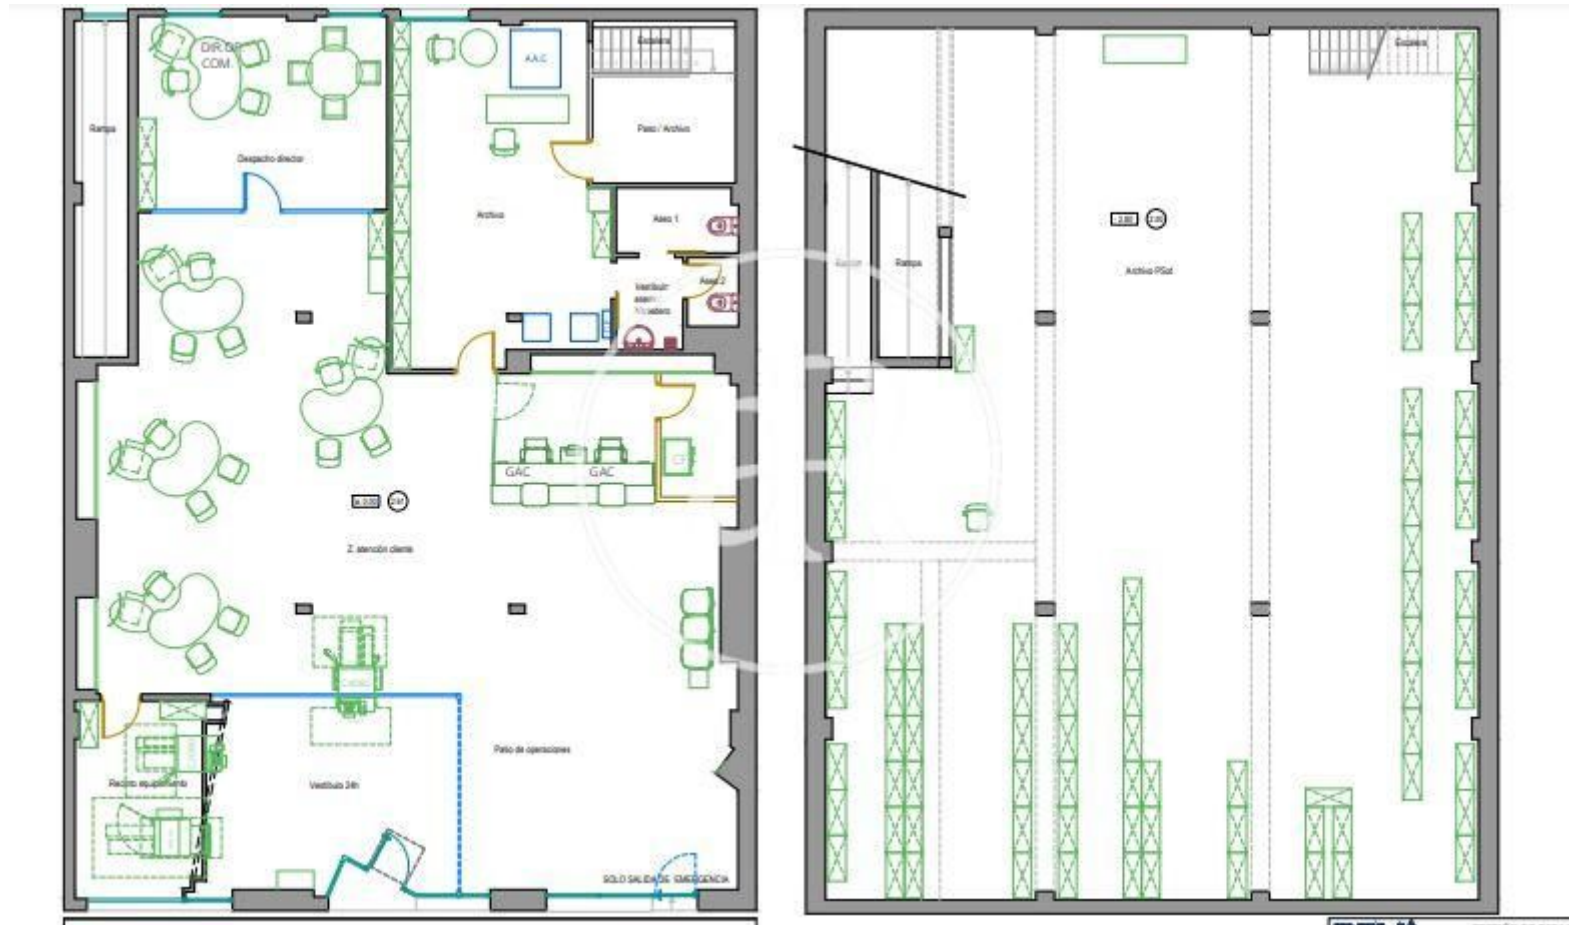 DIR.OF
COM.
Escalera
A.A.C
Rampa
Paso / Archivo
Despacho director
Archivo
Aseo 1
Aseo 2
Vestíbulo
GAC
GAC
Z. atención cliente
Patio de operaciones
Recinto equipamiento
Vestíbulo 24h
SOLO SALIDA DE EMERGENCIA
Escalera
Rampa
Archivo PSot